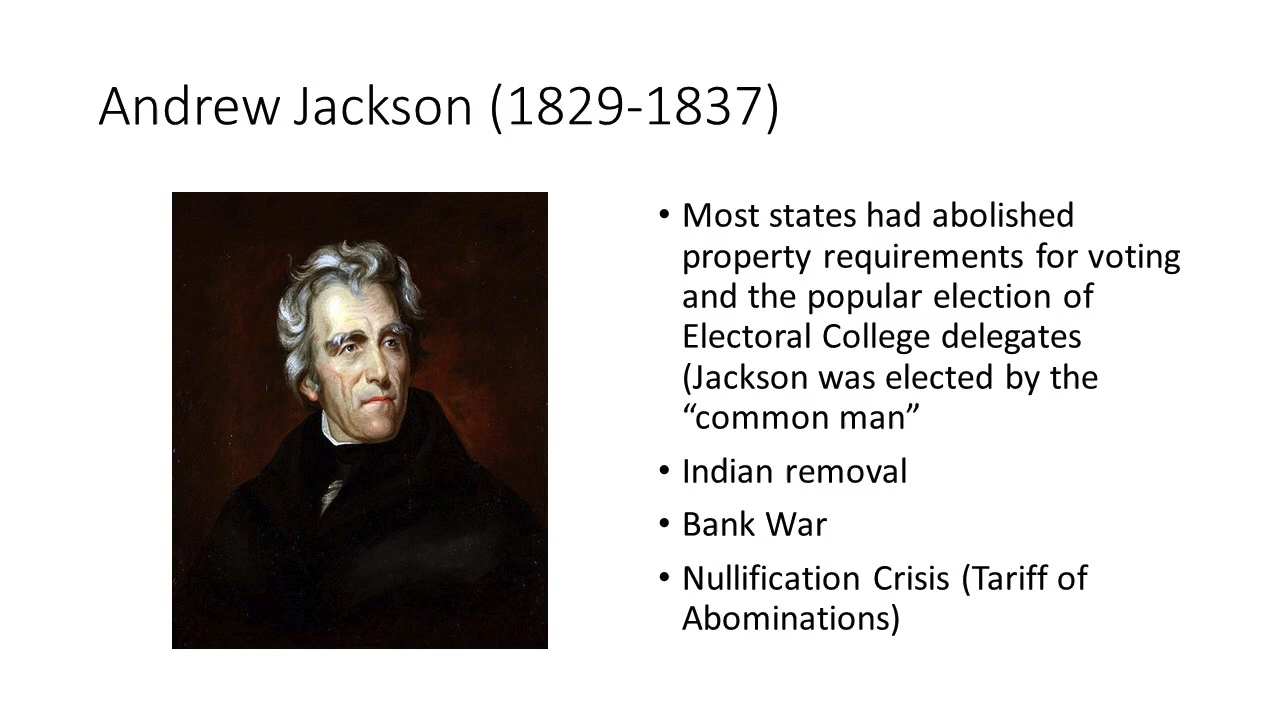 Andrew Jackson (1829-1837)
• Most states had abolished
property requirements for voting
and the popular election of
Electoral College delegates
(Jackson was elected by the
“common man”
• Indian removal
• Bank War
• Nullification Crisis (Tariff of
Abominations)